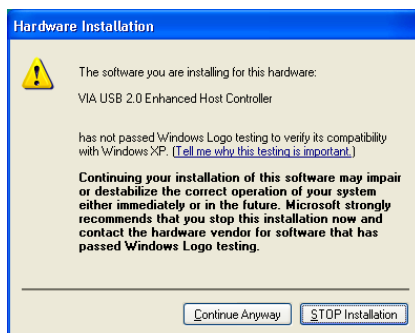 Hardware Installation
The software you are installing for this hardware:
VIA USB 2.0 Enhanced Host Controller
has not passed Windows Logo testing to verify its compatibility
with Windows XP. (Tell me why this testing is important.)
Continuing your installation of this software may impair
or destabilize the correct operation of your system
either immediately or in the future. Microsoft strongly
recommends that you stop this installation now and
contact the hardware vendor for software that has
passed Windows Logo testing.
Continue Anyway STOP Installation